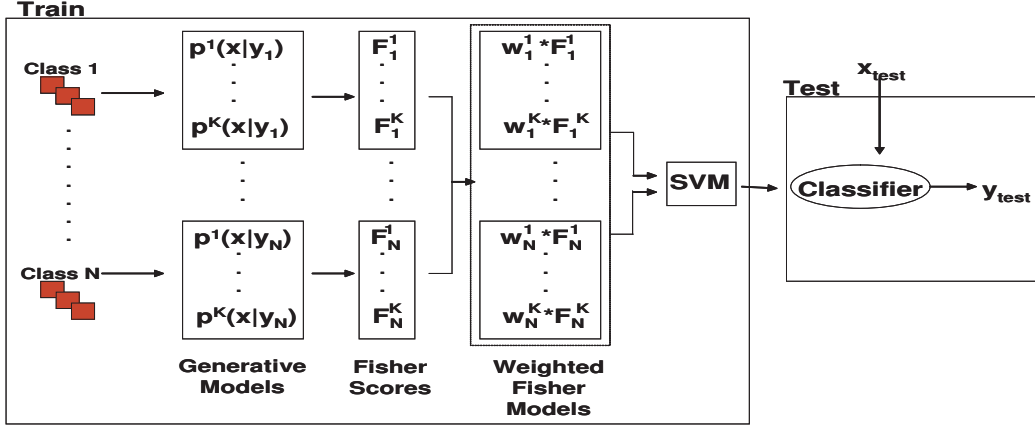 Train
Class 1
p¹(x|y₁)
pᴷ(x|y₁)
F₁¹
F₁ᴷ
w₁¹*F₁¹
w₁ᴷ*F₁ᴷ
Class N
p¹(x|y_N)
pᴷ(x|y_N)
F_N¹
F_Nᴷ
w_N¹*F_N¹
w_Nᴷ*F_Nᴷ
Generative
Models
Fisher
Scores
Weighted
Fisher
Models
SVM
Test
x_test
Classifier
y_test